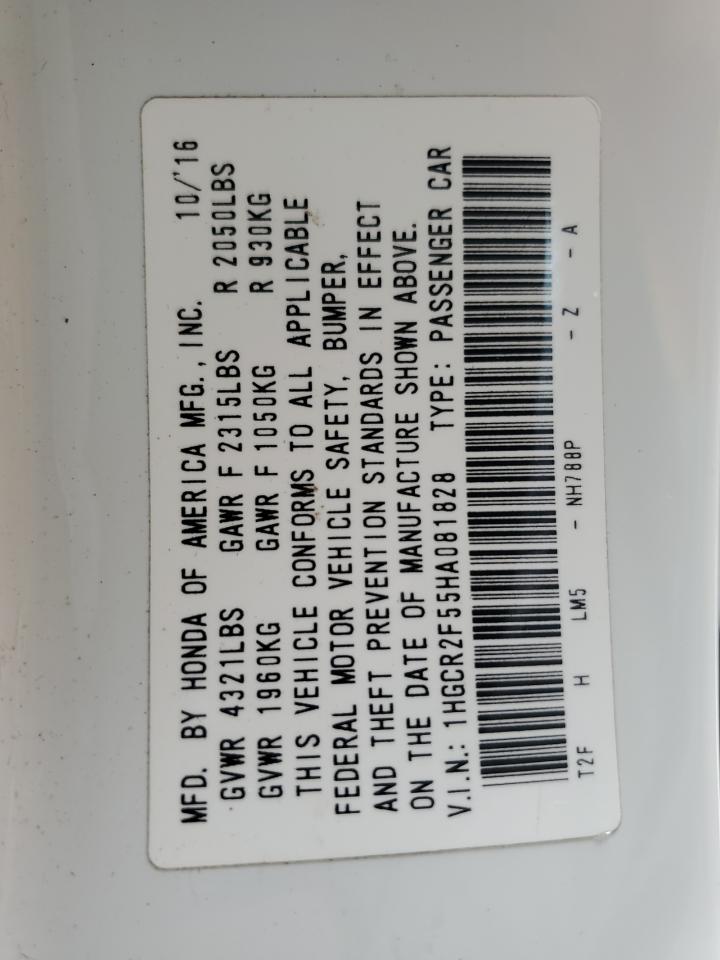 MFD. BY HONDA OF AMERICA MFG., INC. 10/'16
GVWR 4321LBS GAWR F 2315LBS R 2050LBS
GVWR 1960KG GAWR F 1050KG R 930KG
THIS VEHICLE CONFORMS TO ALL APPLICABLE
FEDERAL MOTOR VEHICLE SAFETY, BUMPER,
AND THEFT PREVENTION STANDARDS IN EFFECT
ON THE DATE OF MANUFACTURE SHOWN ABOVE.
V.I.N.: 1HGCR2F55HA081828 TYPE: PASSENGER CAR
T2F H LM5 - NH788P - Z - A